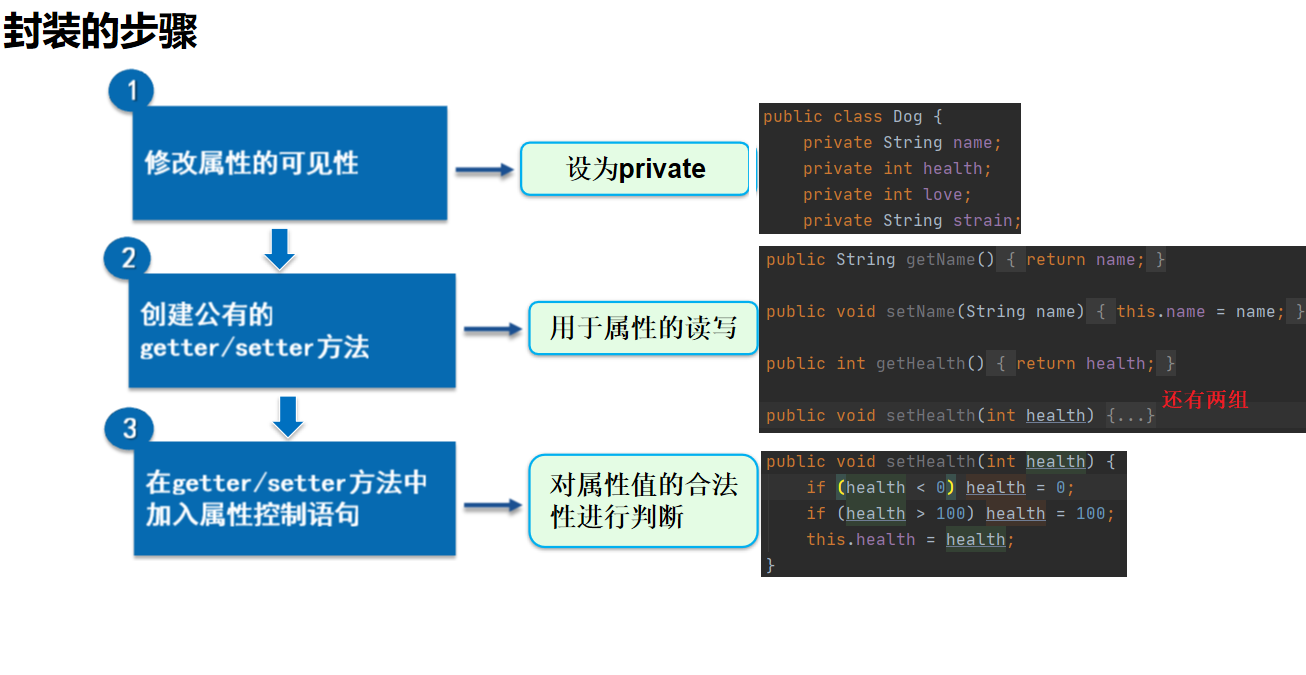 封装的步骤
1
修改属性的可见性
设为private
public class Dog {
private String name;
private int health;
private int love;
private String strain;
2
创建公有的
getter/setter方法
用于属性的读写
public String getName() { return name; }
public void setName(String name) { this.name = name; }
public int getHealth() { return health; }
public void setHealth(int health) {...}
还有两组
3
在getter/setter方法中
加入属性控制语句
对属性值的合法
性进行判断
public void setHealth(int health) {
if (health < 0) health = 0;
if (health > 100) health = 100;
this.health = health;
}